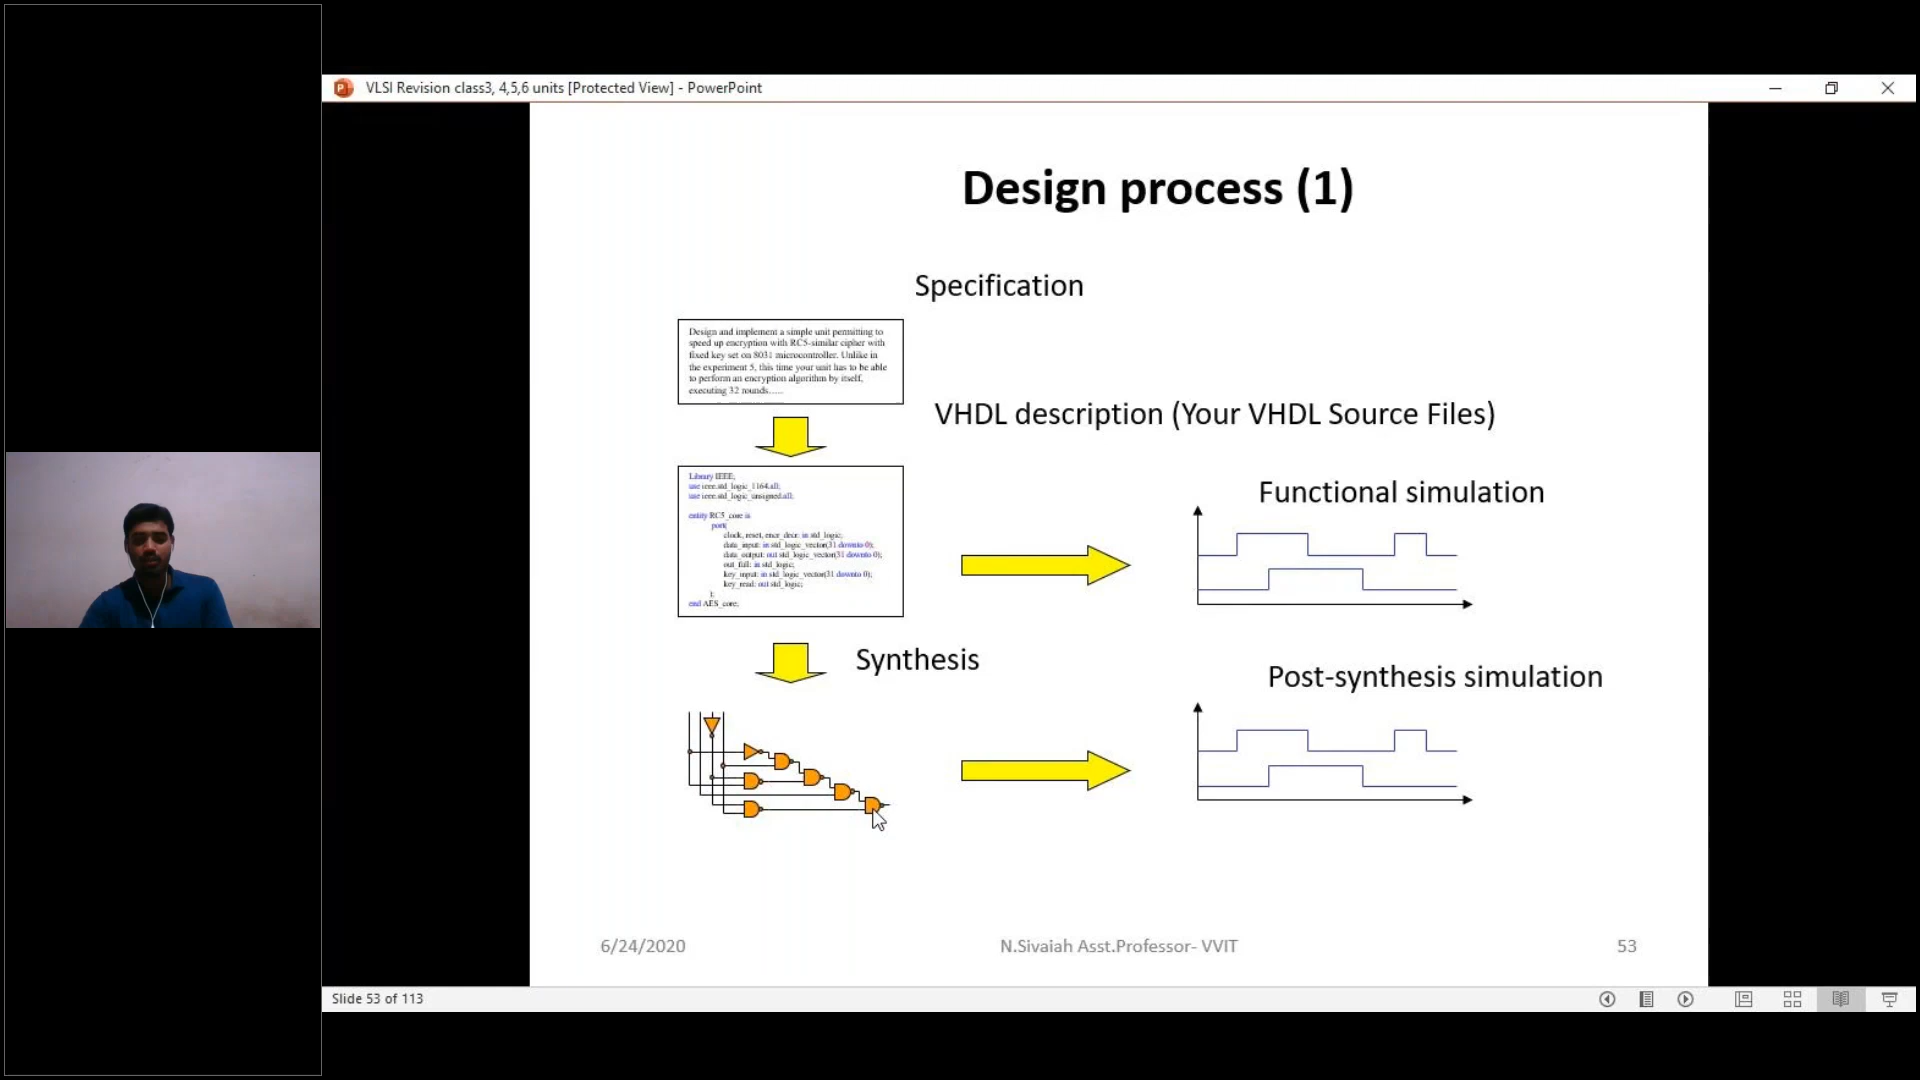 VLSI Revision class3, 4,5,6 units [Protected View] - PowerPoint
Design process (1)
Specification
Design and implement a simple unit permitting to
speed up encryption with RC5-similar cipher with
fixed key set on 8031 microcontroller. Unlike in
the experiment 5, this time your unit has to be able
to perform an encryption algorithm by itself,
executing 32 rounds.....
VHDL description (Your VHDL Source Files)
Library IEEE;
use ieee.std_logic_1164.all;
use ieee.std_logic_unsigned.all;
entity RC5_core is
port(
clock, reset, encr_decr: in std_logic;
data_input: in std_logic_vector(31 downto 0);
data_output: out std_logic_vector(31 downto 0);
out_full: in std_logic;
key_input: in std_logic_vector(31 downto 0);
key_read: out std_logic;
);
end AES_core;
Functional simulation
Synthesis
Post-synthesis simulation
6/24/2020
N.Sivaiah Asst.Professor- VVIT
53
Slide 53 of 113